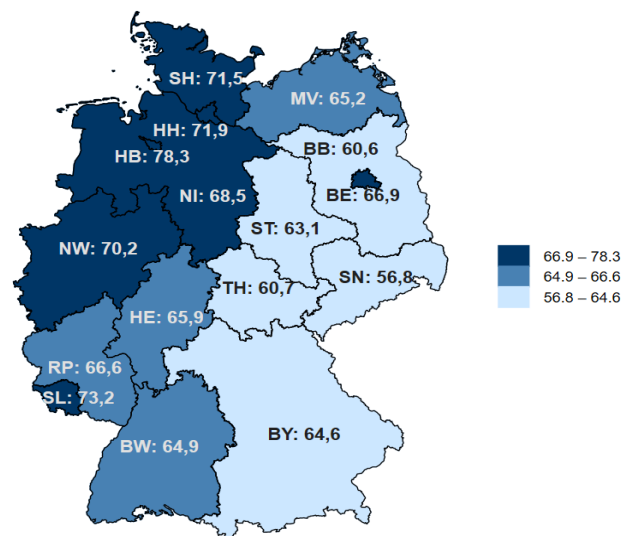 SH: 71,5
MV: 65,2
HH: 71,9
BB: 60,6
HB: 78,3
NI: 68,5
BE: 66,9
ST: 63,1
NW: 70,2
SN: 56,8
TH: 60,7
HE: 65,9
RP: 66,6
SL: 73,2
BW: 64,9
BY: 64,6
66.9 – 78.3
64.9 – 66.6
56.8 – 64.6